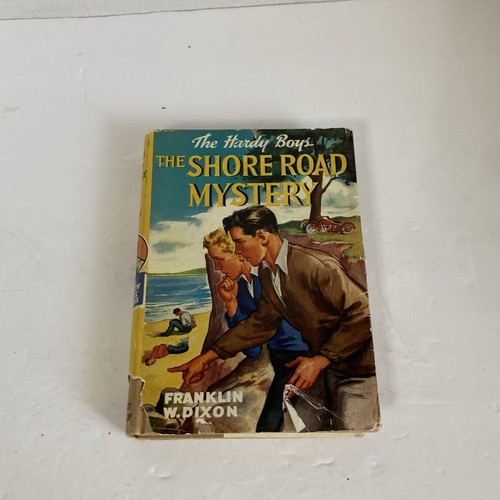 The Hardy Boys
THE SHORE ROAD
MYSTERY
FRANKLIN
W. DIXON